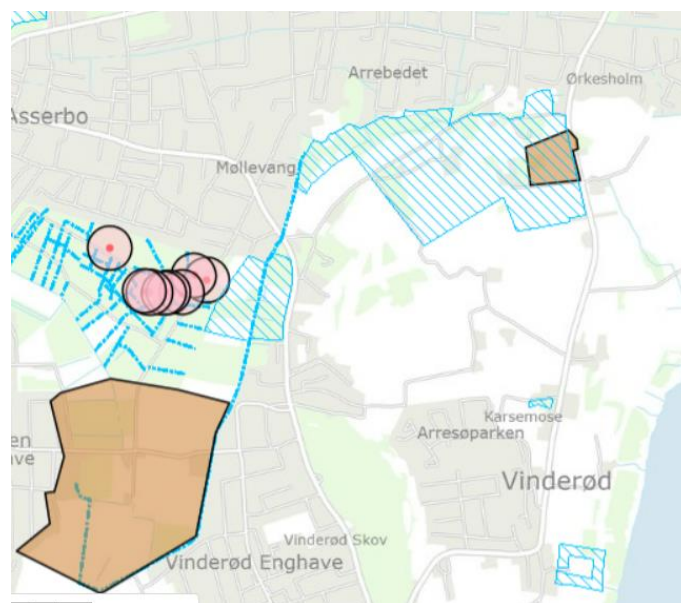 Arrebedet
Ørkesholm
Asserbo
Møllevang
Karsemose
Arresøparken
en
ave
Vinderød
Vinderød Skov
Vinderød Enghave